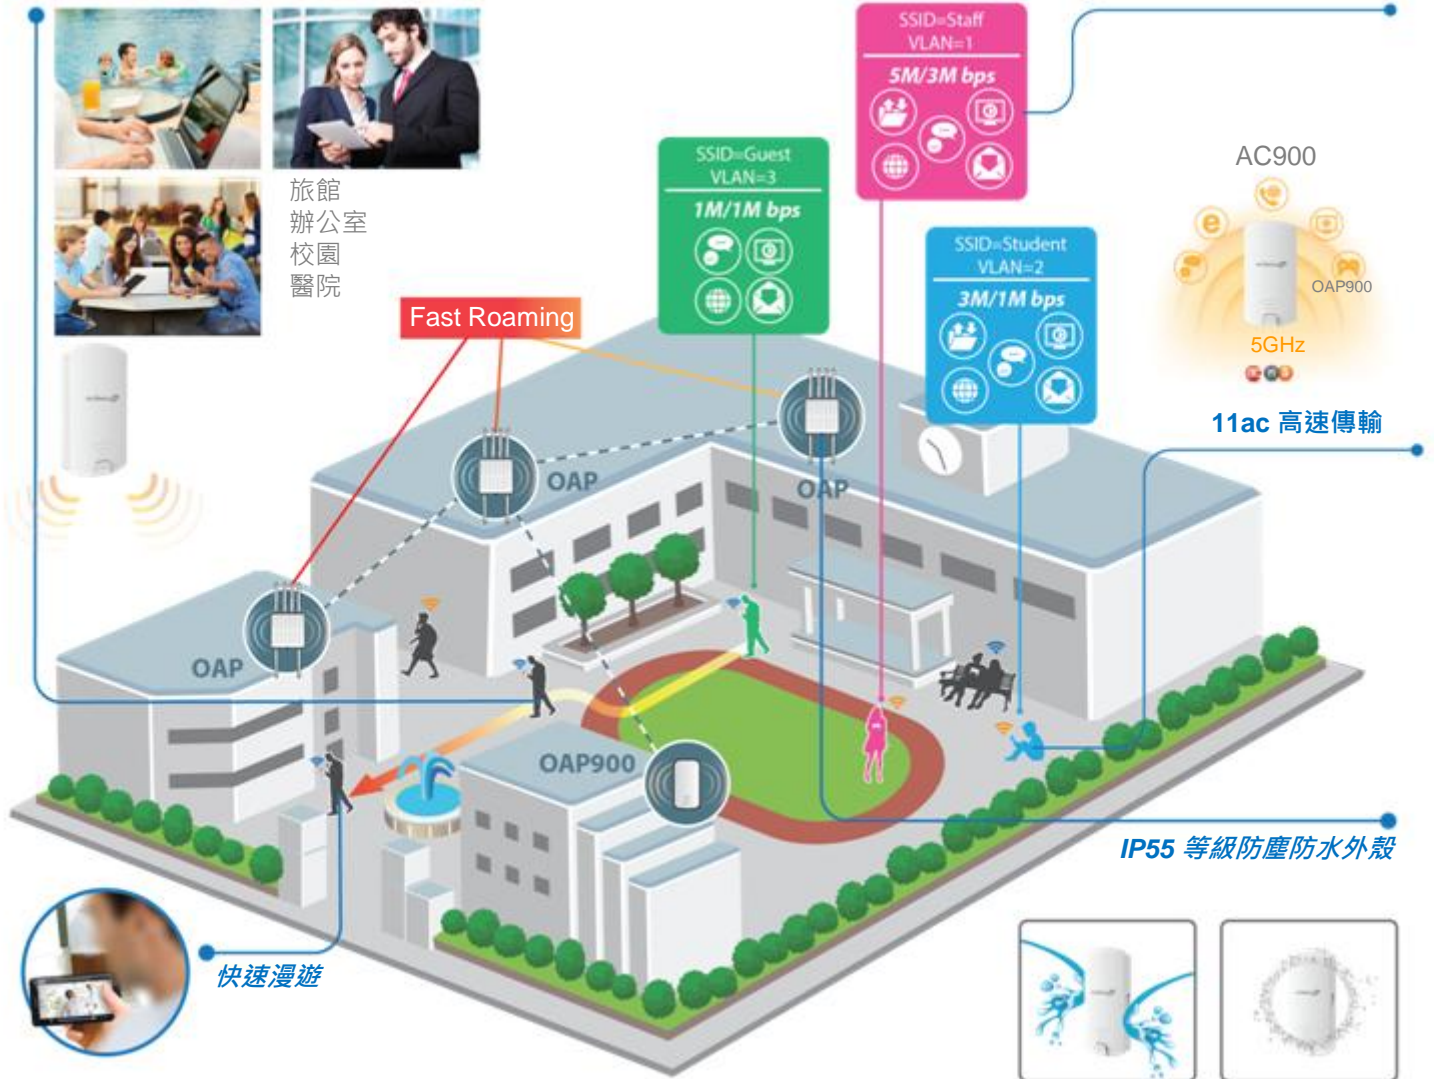 SSID=Staff
VLAN=1
5M/3M bps
SSID=Guest
VLAN=3
1M/1M bps
AC900
旅館
辦公室
校園
醫院
SSID=Student
VLAN=2
3M/1M bps
OAP900
Fast Roaming
5GHz
11ac 高速傳輸
OAP
OAP
OAP
OAP900
IP55 等級防塵防水外殼
快速漫遊